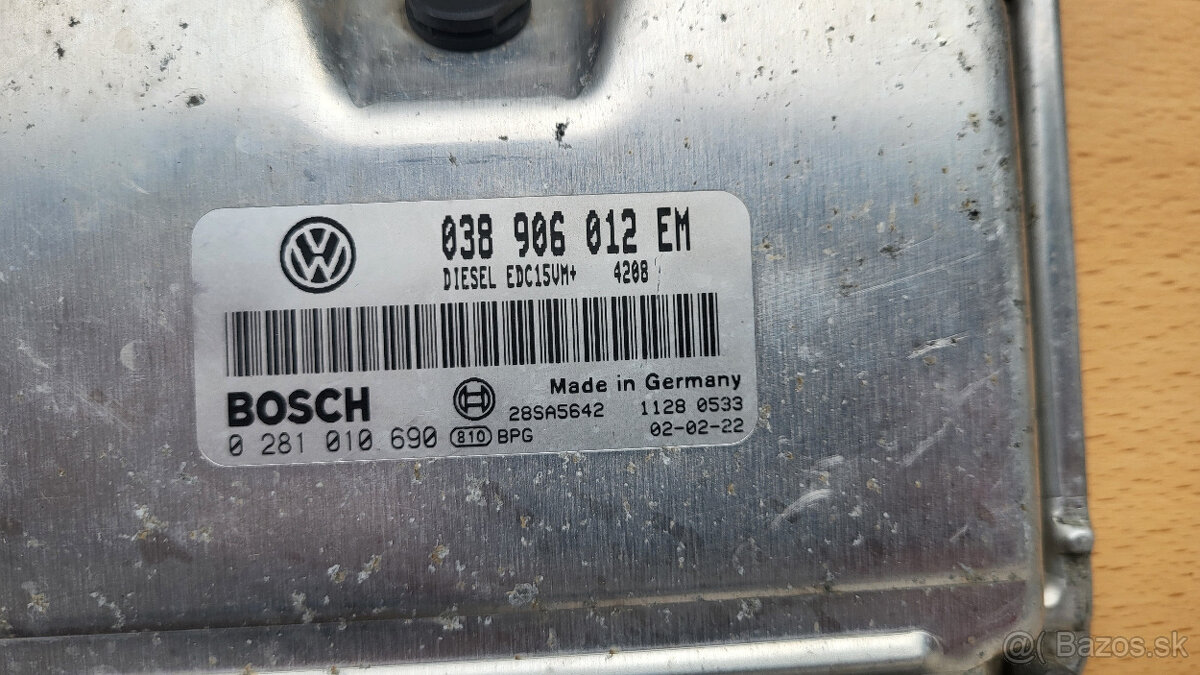 038 906 012 EM
DIESEL EDC15VM+ 4208
BOSCH
Made in Germany
28SA5642 1128 0533
0 281 010 690 810 BPG 02-02-22
@( Bazos.sk